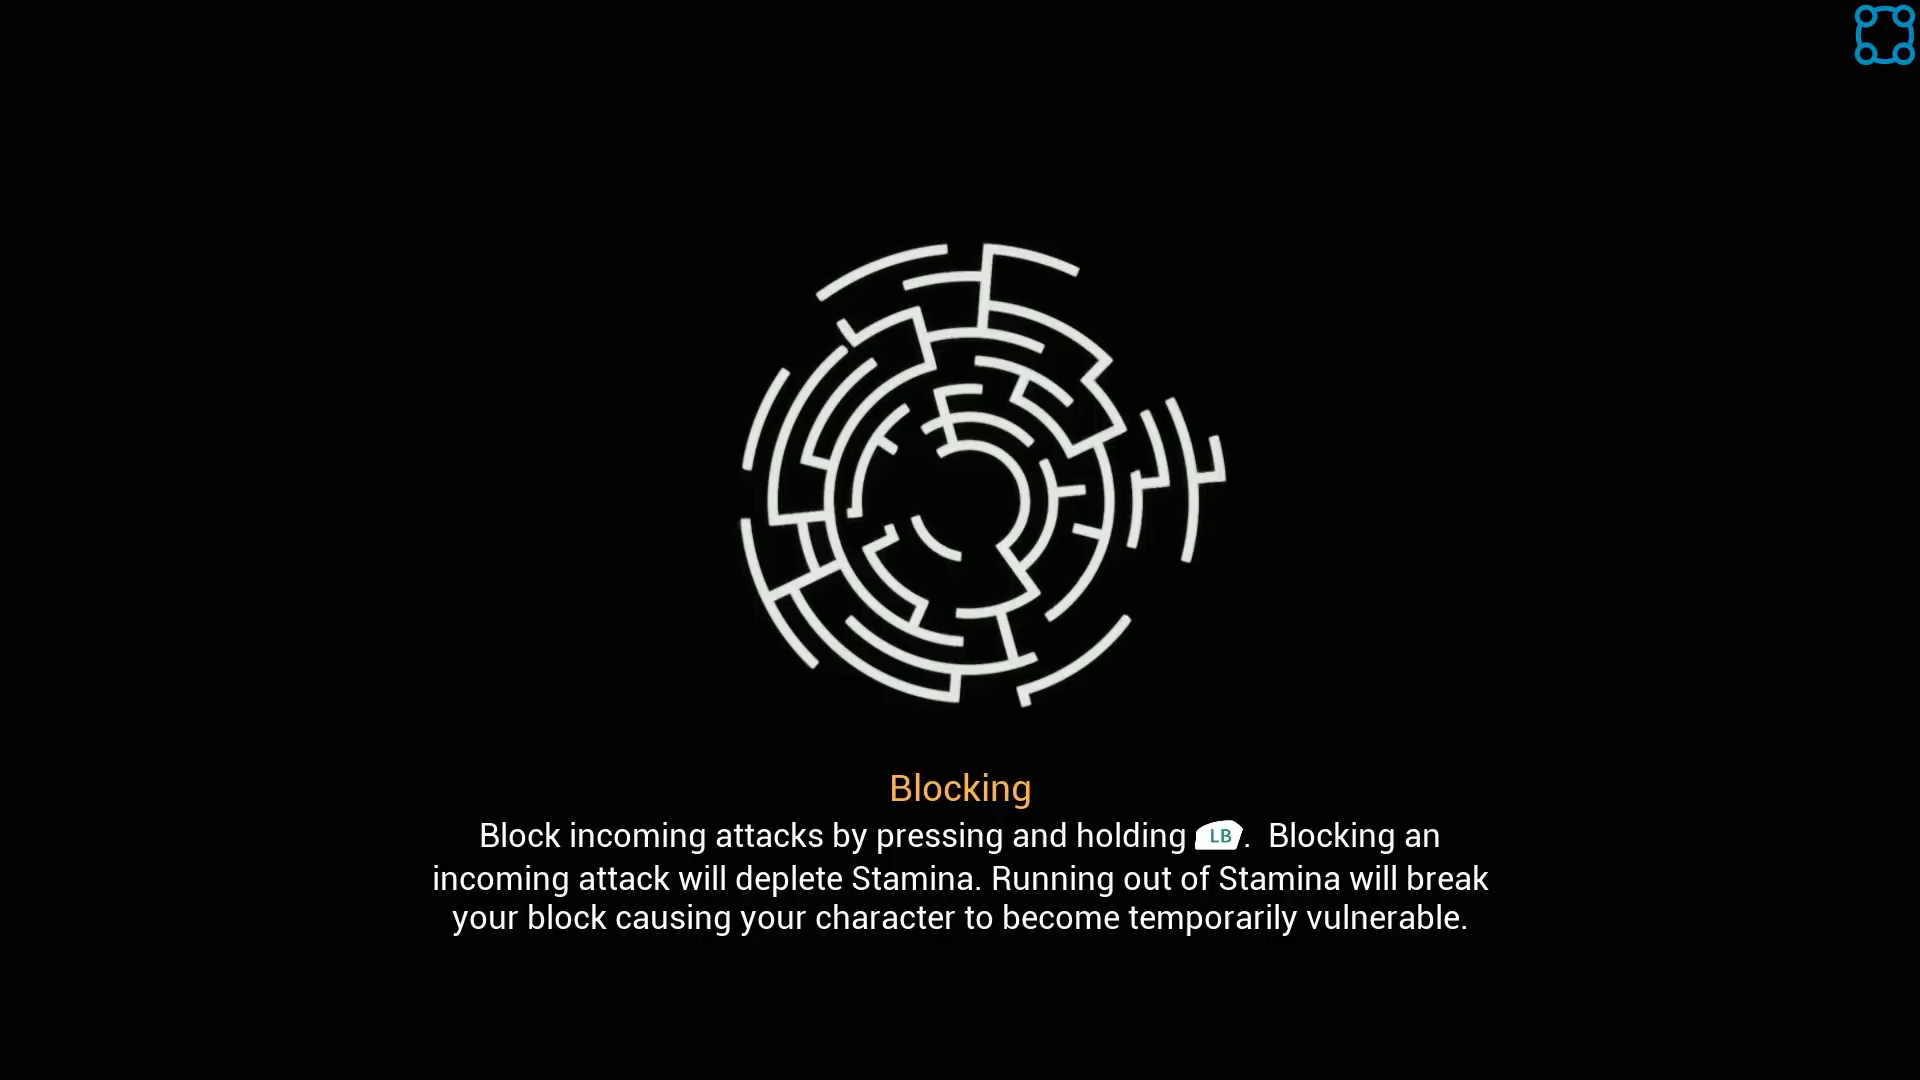 Blocking
Block incoming attacks by pressing and holding LB. Blocking an
incoming attack will deplete Stamina. Running out of Stamina will break
your block causing your character to become temporarily vulnerable.